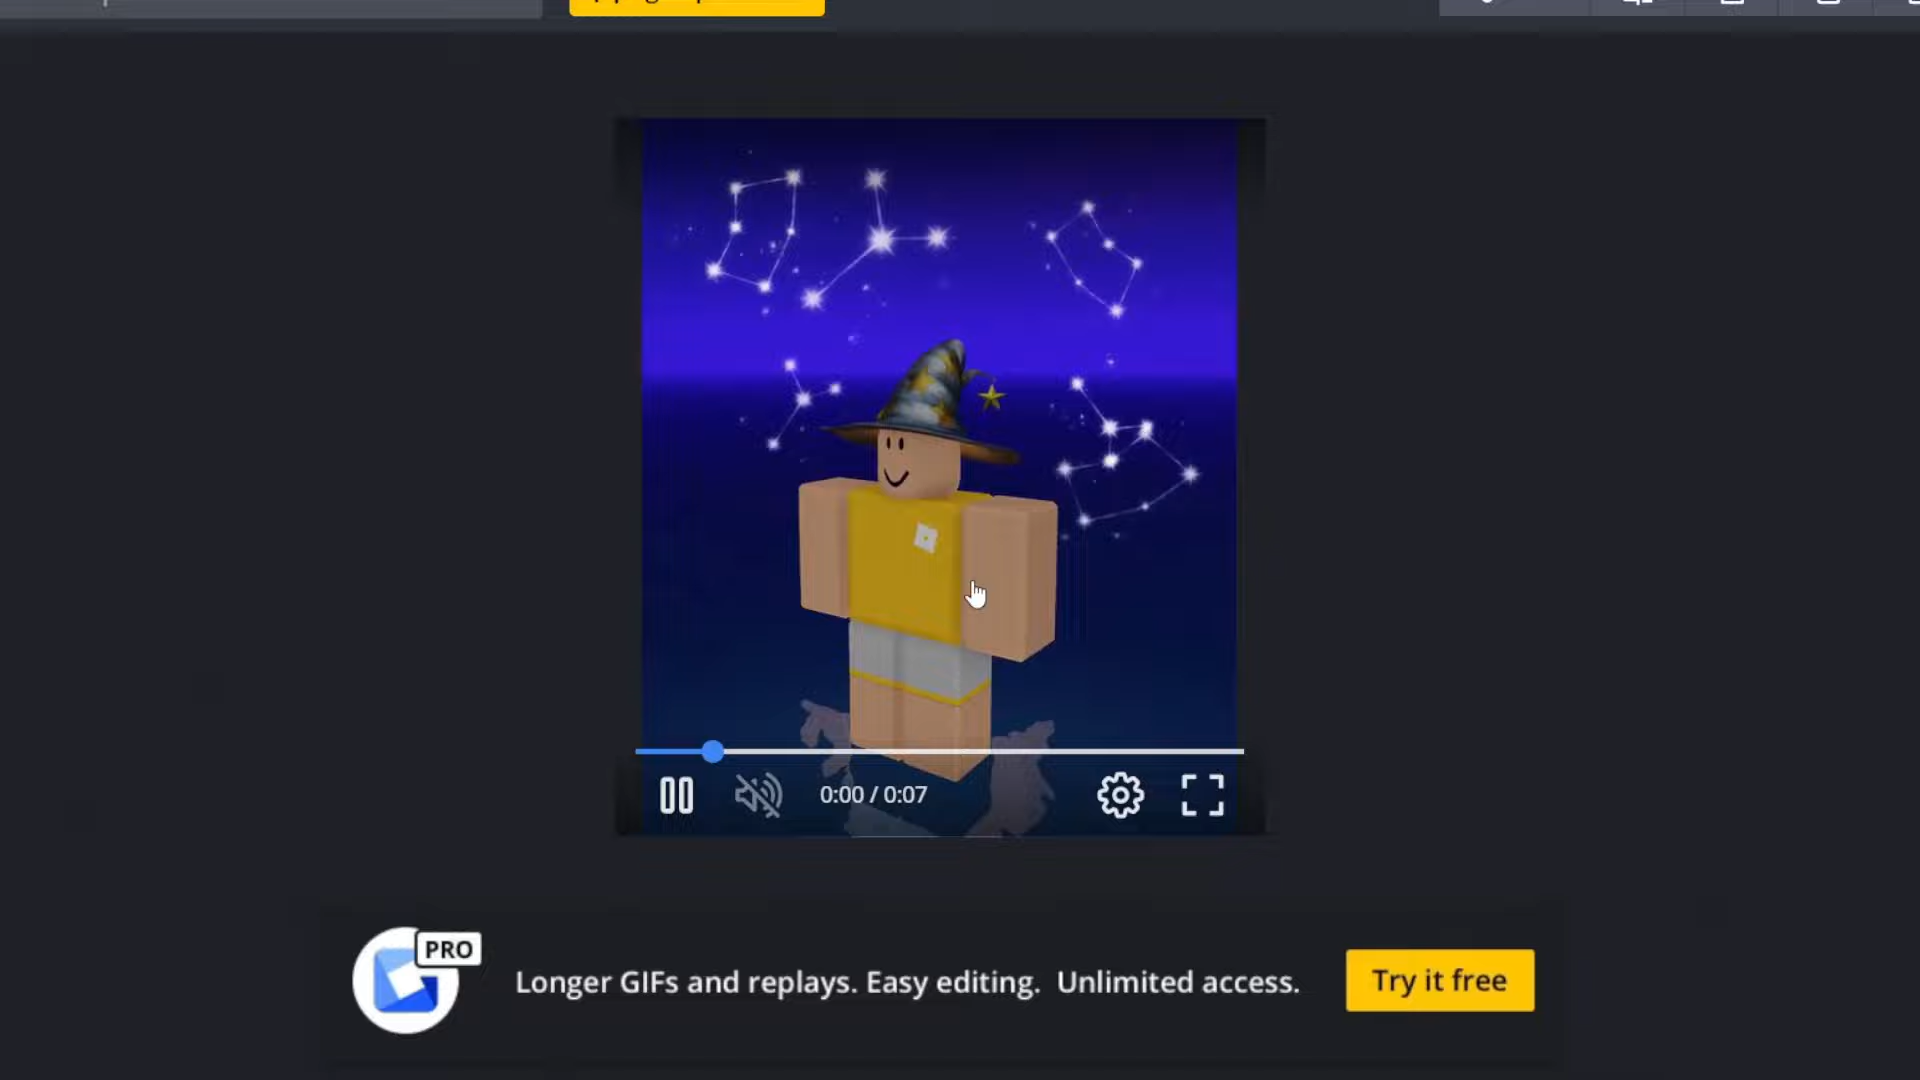 0:00 / 0:07
PRO
Longer GIFs and replays. Easy editing. Unlimited access.
Try it free